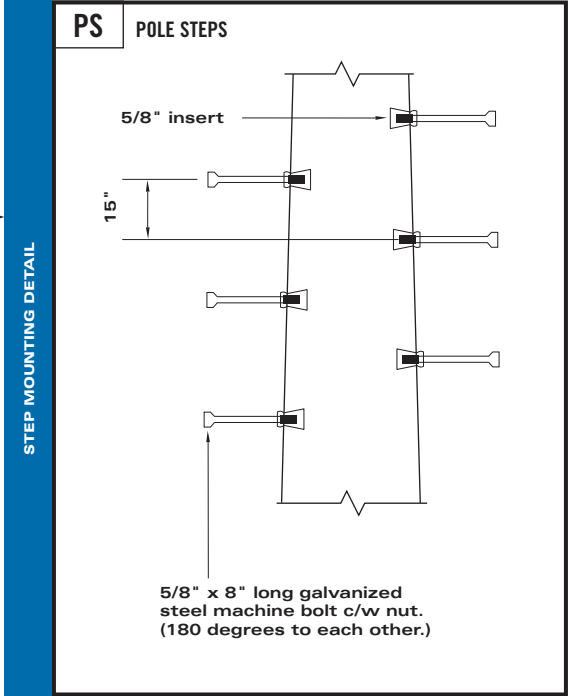 PS POLE STEPS
5/8" insert
15"
STEP MOUNTING DETAIL
5/8" x 8" long galvanized
steel machine bolt c/w nut.
(180 degrees to each other.)